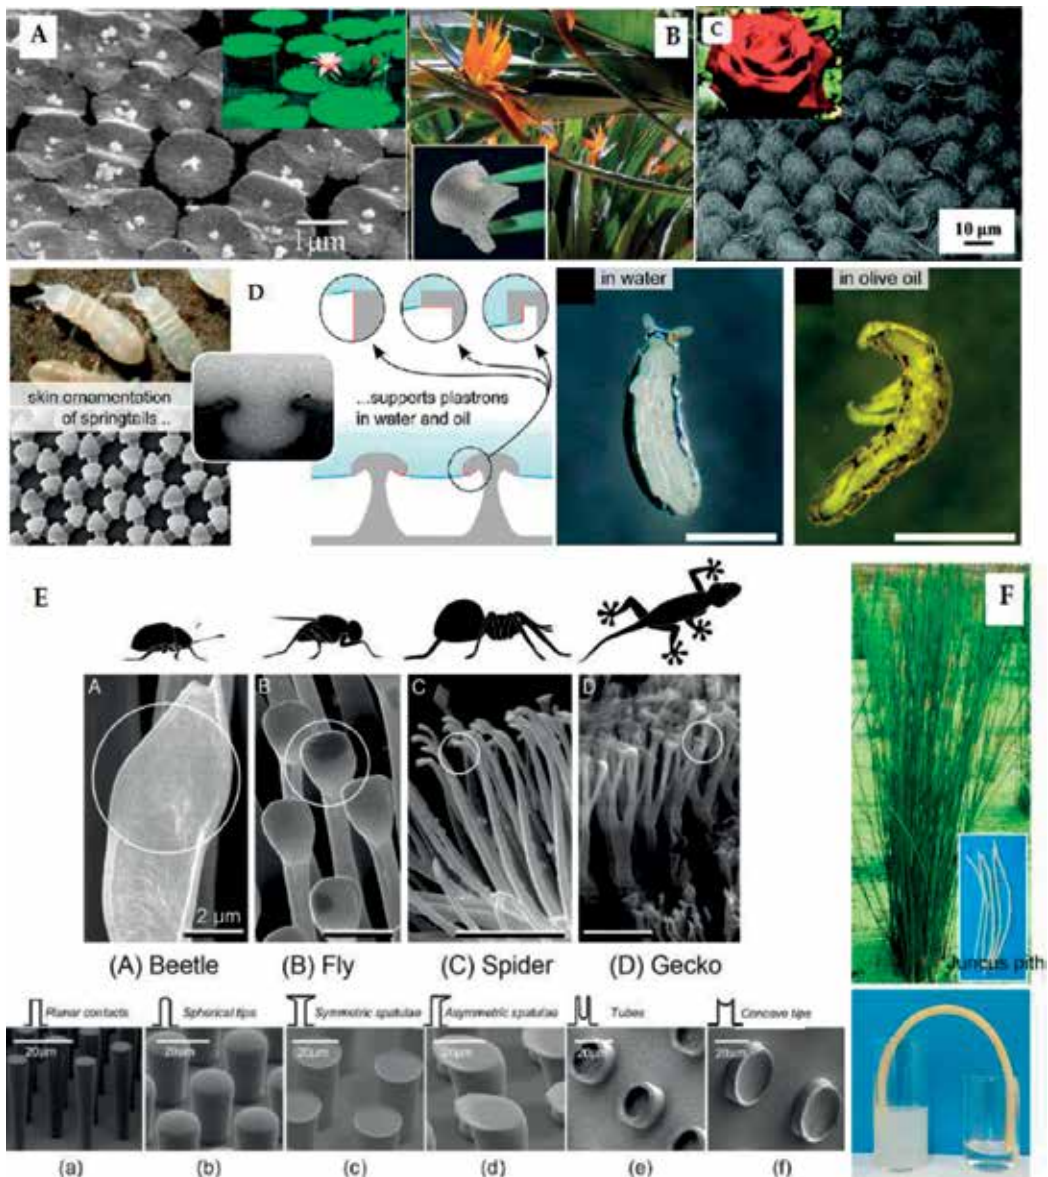 A
1μm
B
C
10 μm
D
skin ornamentation
of springtails...
...supports plastrons
in water and oil
in water
in olive oil
E
A
2 μm
B
C
D
(A) Beetle
(B) Fly
(C) Spider
(D) Gecko
Planar contacts
Spherical tips
Symmetric spatulae
Asymmetric spatulae
Tubes
Concave tips
20μm
20μm
20μm
20μm
20μm
20μm
(a)
(b)
(c)
(d)
(e)
(f)
F
Juncus pith